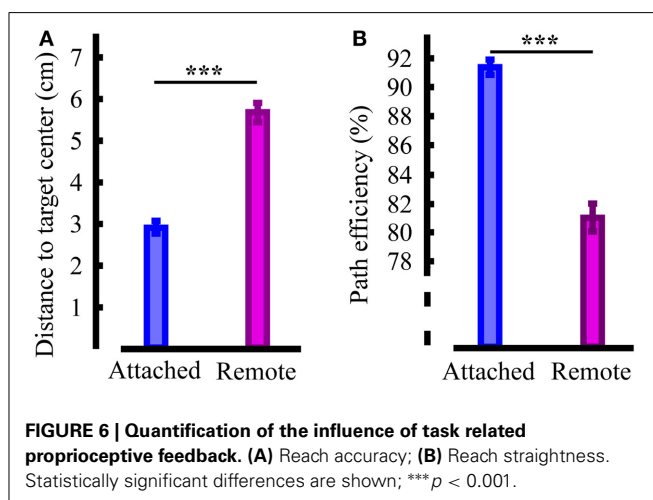 A
Distance to target center (cm)
7
6
5
4
3
2
1
***
Attached Remote
B
Path efficiency (%)
92
90
88
86
82
80
78
***
Attached Remote
FIGURE 6 | Quantification of the influence of task related
proprioceptive feedback. (A) Reach accuracy; (B) Reach straightness.
Statistically significant differences are shown; ***p < 0.001.